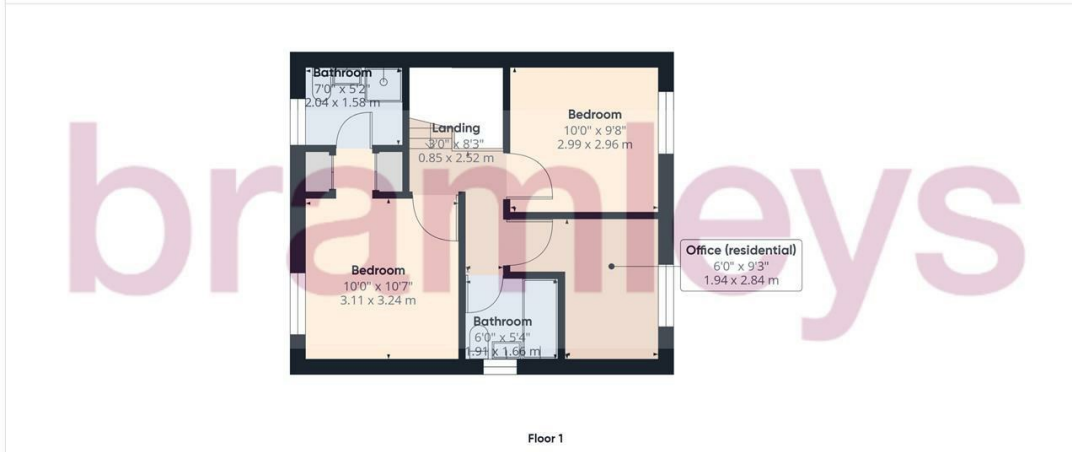 Bathroom
7'0" x 5'2"
2.04 x 1.58 m
Landing
3'0" x 8'3"
0.85 x 2.52 m
Bedroom
10'0" x 9'8"
2.99 x 2.96 m
bramleys
Office (residential)
6'0" x 9'3"
1.94 x 2.84 m
Bedroom
10'0" x 10'7"
3.11 x 3.24 m
Bathroom
6'0" x 5'4"
1.91 x 1.66 m
Floor 1